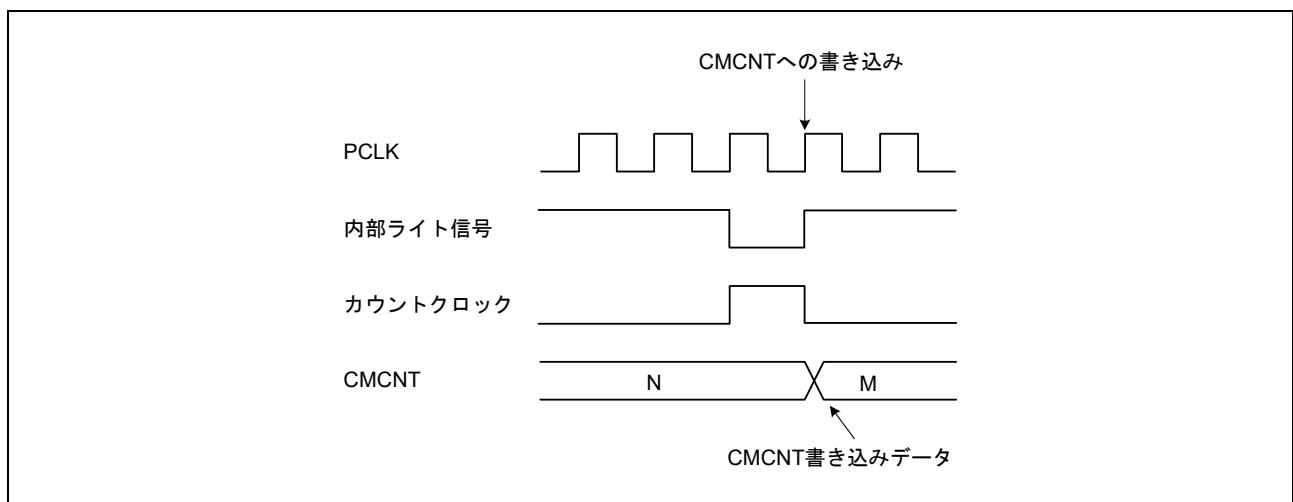 CMCNTへの書き込み
PCLK
内部ライト信号
カウントクロック
CMCNT
N
M
CMCNT書き込みデータ